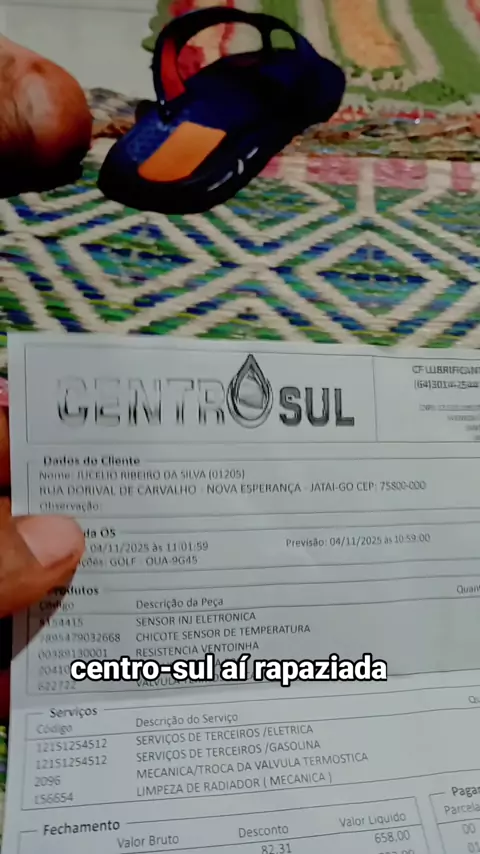 CENTRO SUL
CF LUBRIFICANT
(64)3014-2544
Dados do Cliente
Nome: JUCELIO RIBEIRO DA SILVA (01205)
RUA DORIVAL DE CARVALHO - NOVA ESPERANÇA - JATAI-GO CEP: 75800-000
Observação:
da OS
04/11/2025 às 11:01:59
Previsão: 04/11/2025 às 10:59:00
GOLF - OUA-9G45
Produtos
Código Descrição da Peça Quan
SENSOR INJ ELETRONICA
7895479032668 CHICOTE SENSOR DE TEMPERATURA
00389130001 RESISTENCIA VENTOINHA
centro-sul aí rapaziada
622722
Serviços
Código Descrição do Serviço
12151254512 SERVIÇOS DE TERCEIROS /ELETRICA
12151254512 SERVIÇOS DE TERCEIROS /GASOLINA
2096 MECANICA/TROCA DA VALVULA TERMOSTICA
156654 LIMPEZA DE RADIADOR ( MECANICA )
Fechamento
Valor Bruto Desconto Valor Liquido
82,31 658,00
Pagar
Parcela
00
01